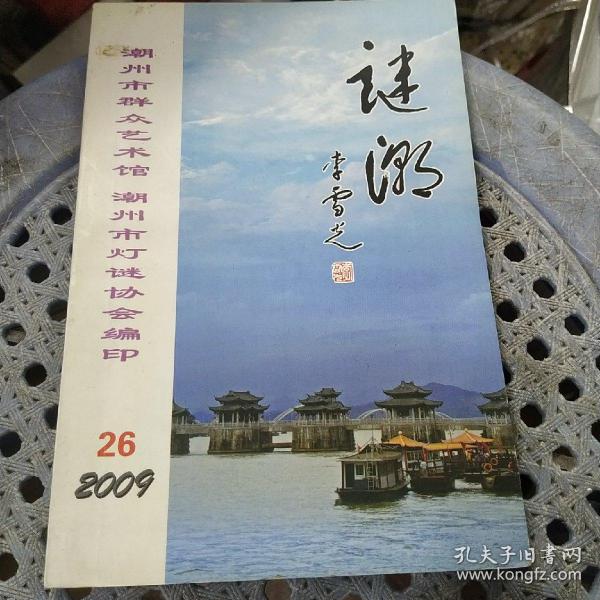 谜潮
李雪光
潮州市群众艺术馆 潮州市灯谜协会编印
26
2009
孔夫子旧书网
www.kongfz.com